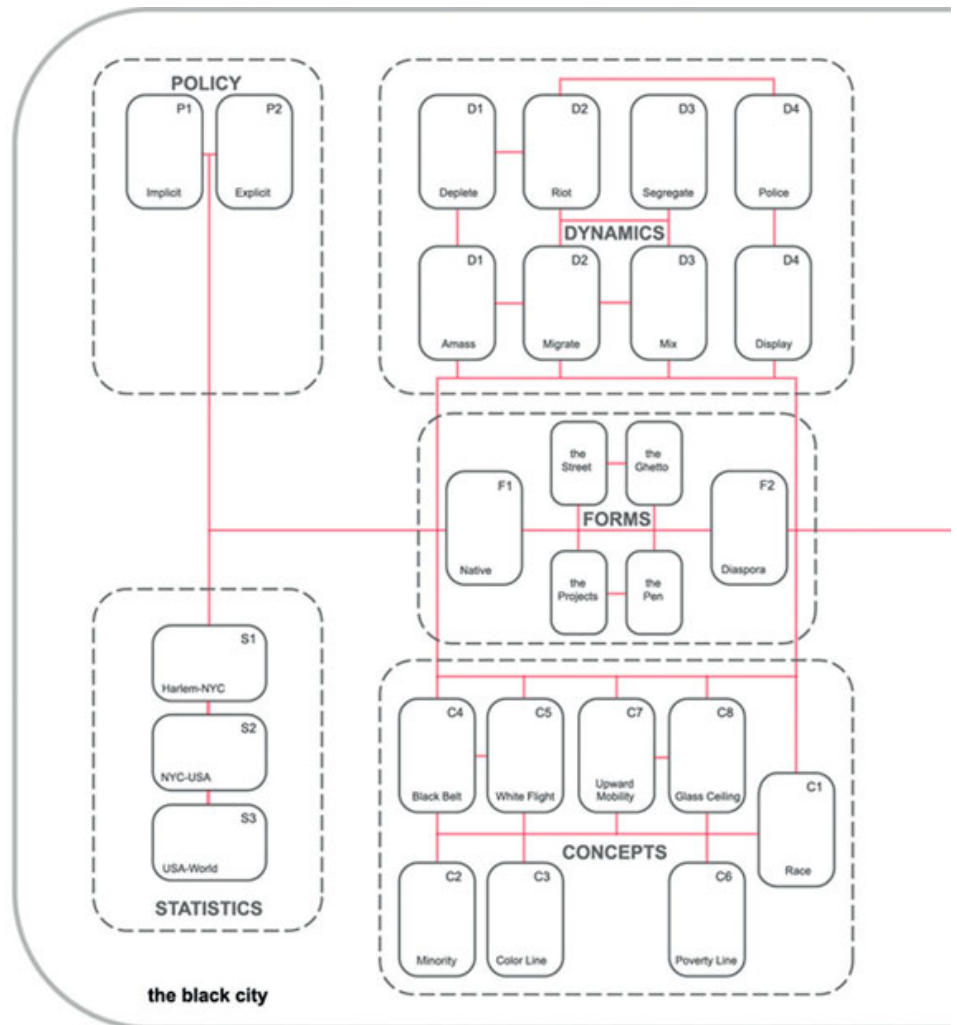 POLICY
P1
Implicit
P2
Explicit
D1
Deplete
D2
Riot
D3
Segregate
D4
Police
DYNAMICS
D1
Amass
D2
Migrate
D3
Mix
D4
Display
the
Street
the
Ghetto
F1
Native
FORMS
F2
Diaspora
the
Projects
the
Pen
S1
Harlem-NYC
S2
NYC-USA
S3
USA-World
STATISTICS
C4
Black Belt
C5
White Flight
C7
Upward
Mobility
C8
Glass Ceiling
C1
Race
CONCEPTS
C2
Minority
C3
Color Line
C6
Poverty Line
the black city